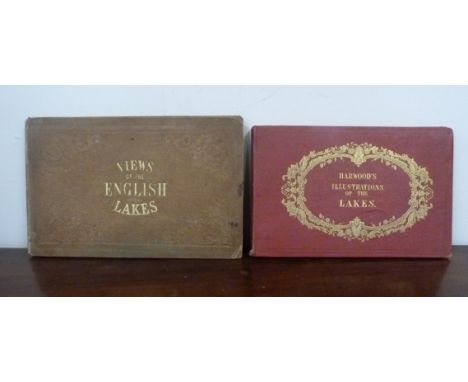 VIEWS
OF THE
ENGLISH
LAKES
HARWOOD'S
ILLUSTRATIONS
OF THE
LAKES.